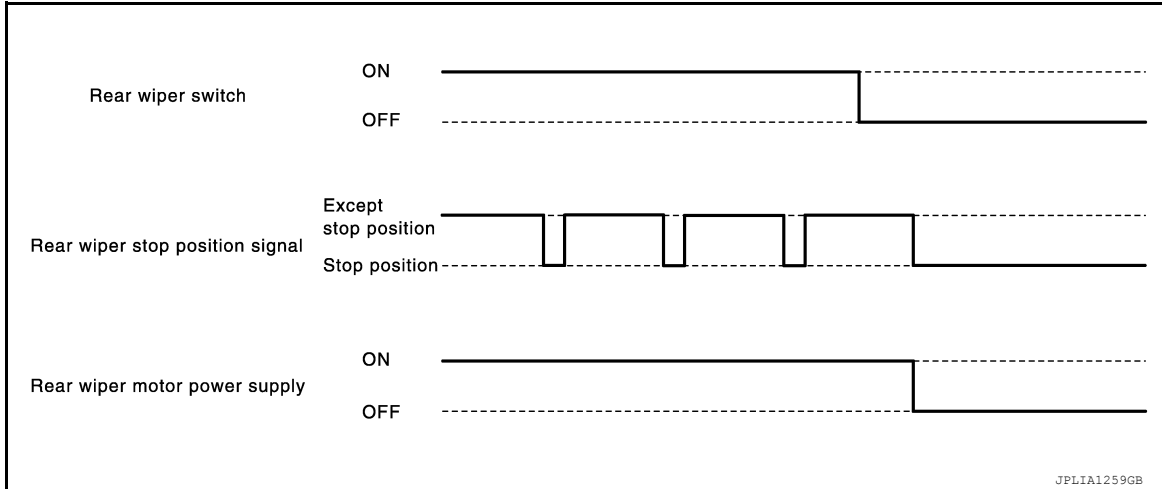 ON
Rear wiper switch
OFF
Except
stop position
Rear wiper stop position signal
Stop position
ON
Rear wiper motor power supply
OFF
JPLIA1259GB